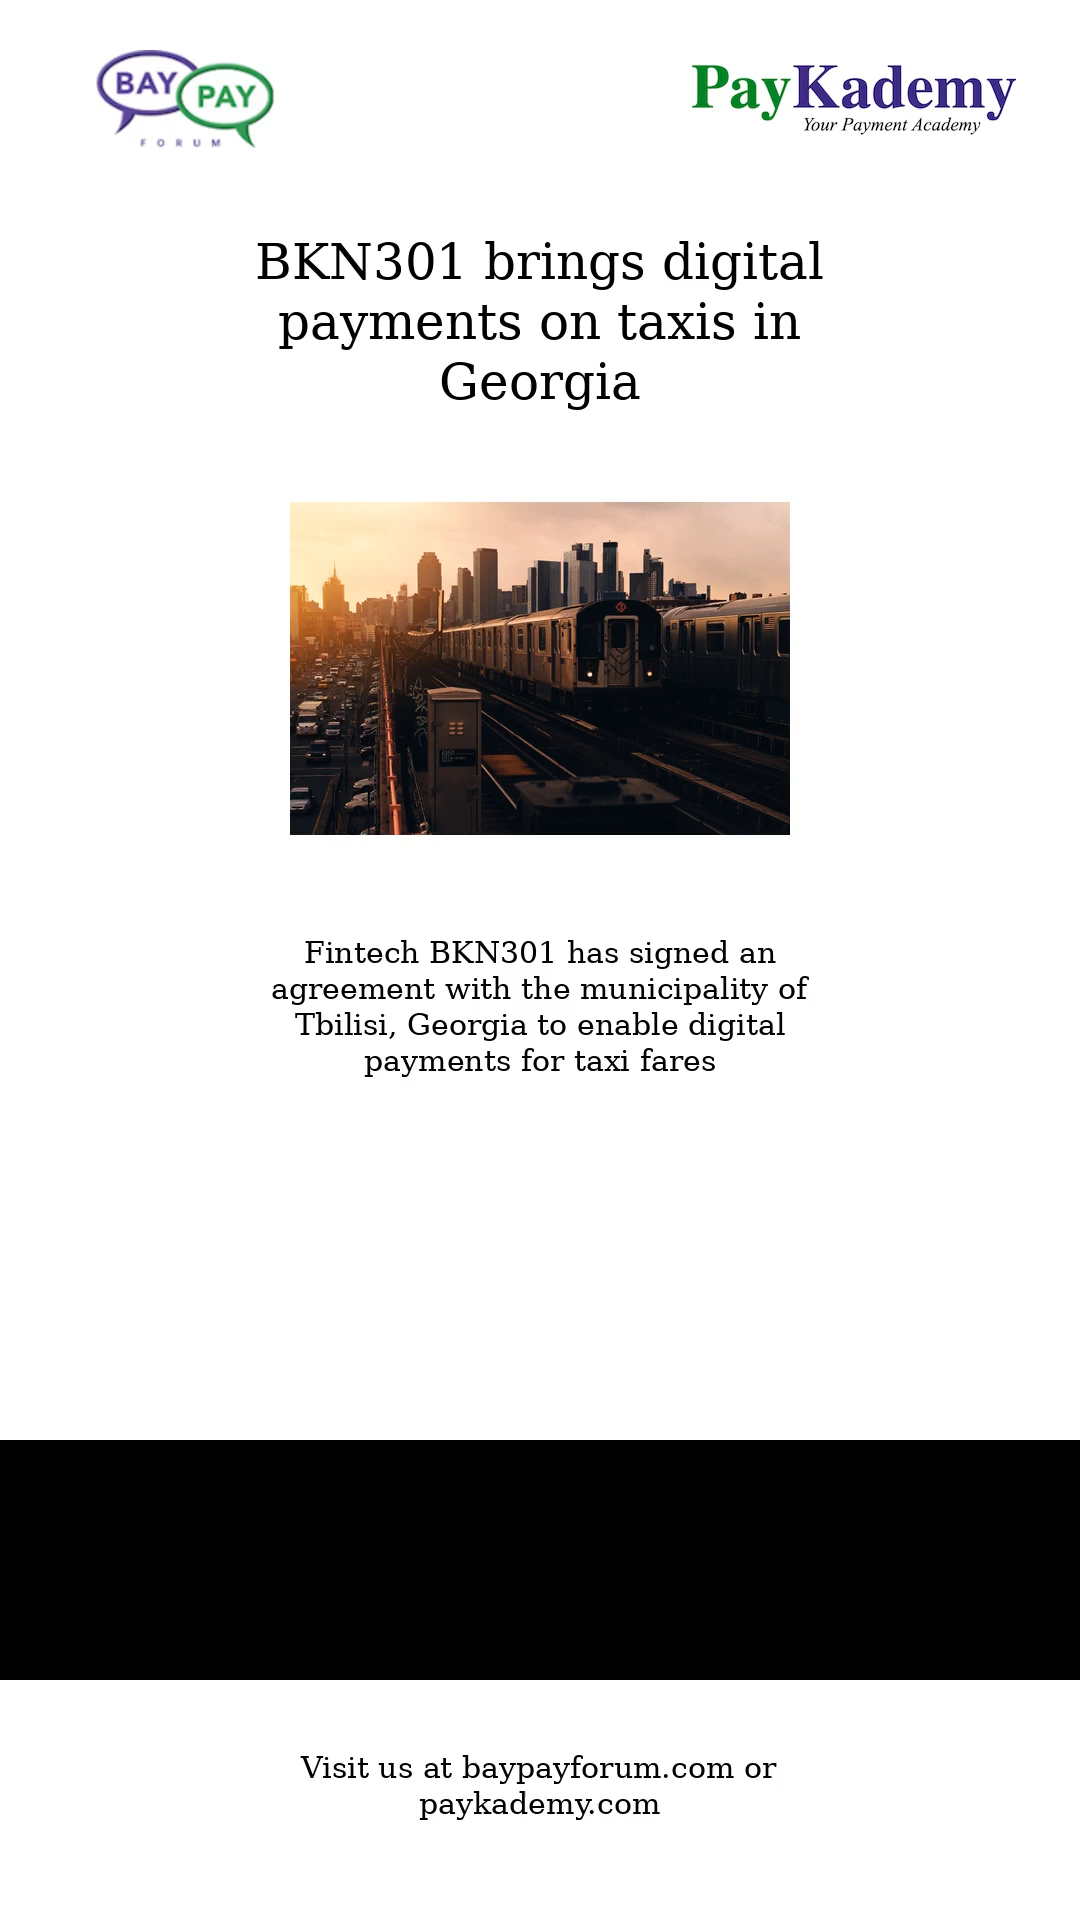 BAY PAY
FORUM
PayKademy
Your Payment Academy
BKN301 brings digital
payments on taxis in
Georgia
Fintech BKN301 has signed an
agreement with the municipality of
Tbilisi, Georgia to enable digital
payments for taxi fares
Visit us at baypayforum.com or
paykademy.com